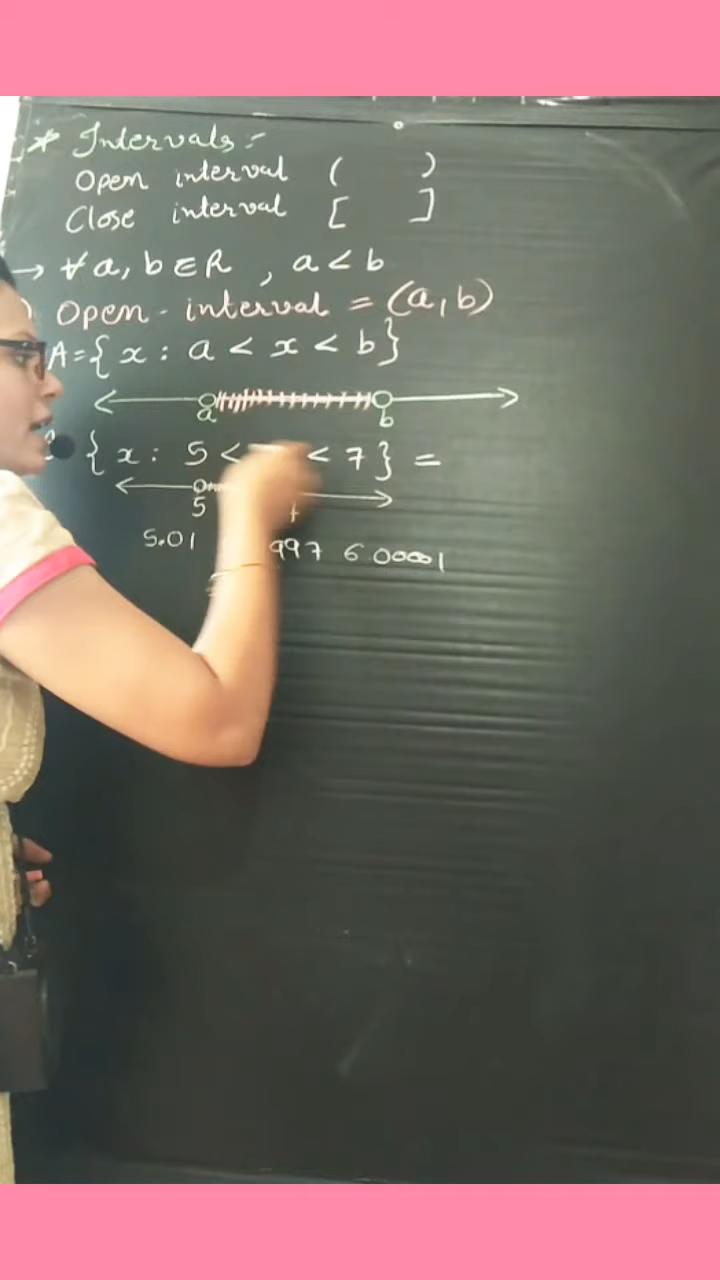 * Intervals :-
Open interval ( )
Close interval [ ]
→ ∀ a, b ∈ R , a < b
) Open - interval = (a, b)
A = { x : a < x < b }
a b
{ x : 5 < < 7 } =
5
5.01 997 6.00001